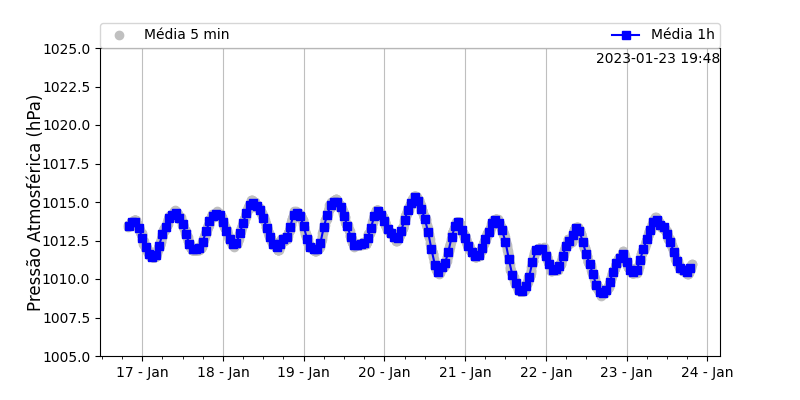 Média 5 min
Média 1h
2023-01-23 19:48
Pressão Atmosférica (hPa)
1025.0
1022.5
1020.0
1017.5
1015.0
1012.5
1010.0
1007.5
1005.0
17 - Jan
18 - Jan
19 - Jan
20 - Jan
21 - Jan
22 - Jan
23 - Jan
24 - Jan